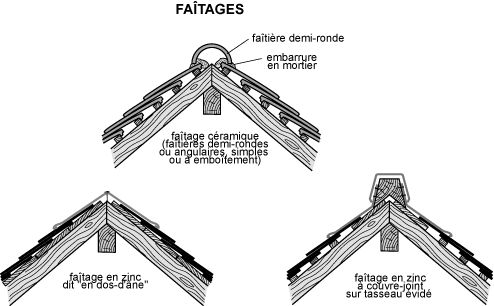 FAÎTAGES
faîtière demi-ronde
embarrure
en mortier
faîtage céramique
(faîtières demi-rondes
ou angulaires, simples
ou à emboîtement)
faîtage en zinc
dit "en dos-d'âne"
faîtage en zinc
à couvre-joint
sur tasseau évidé